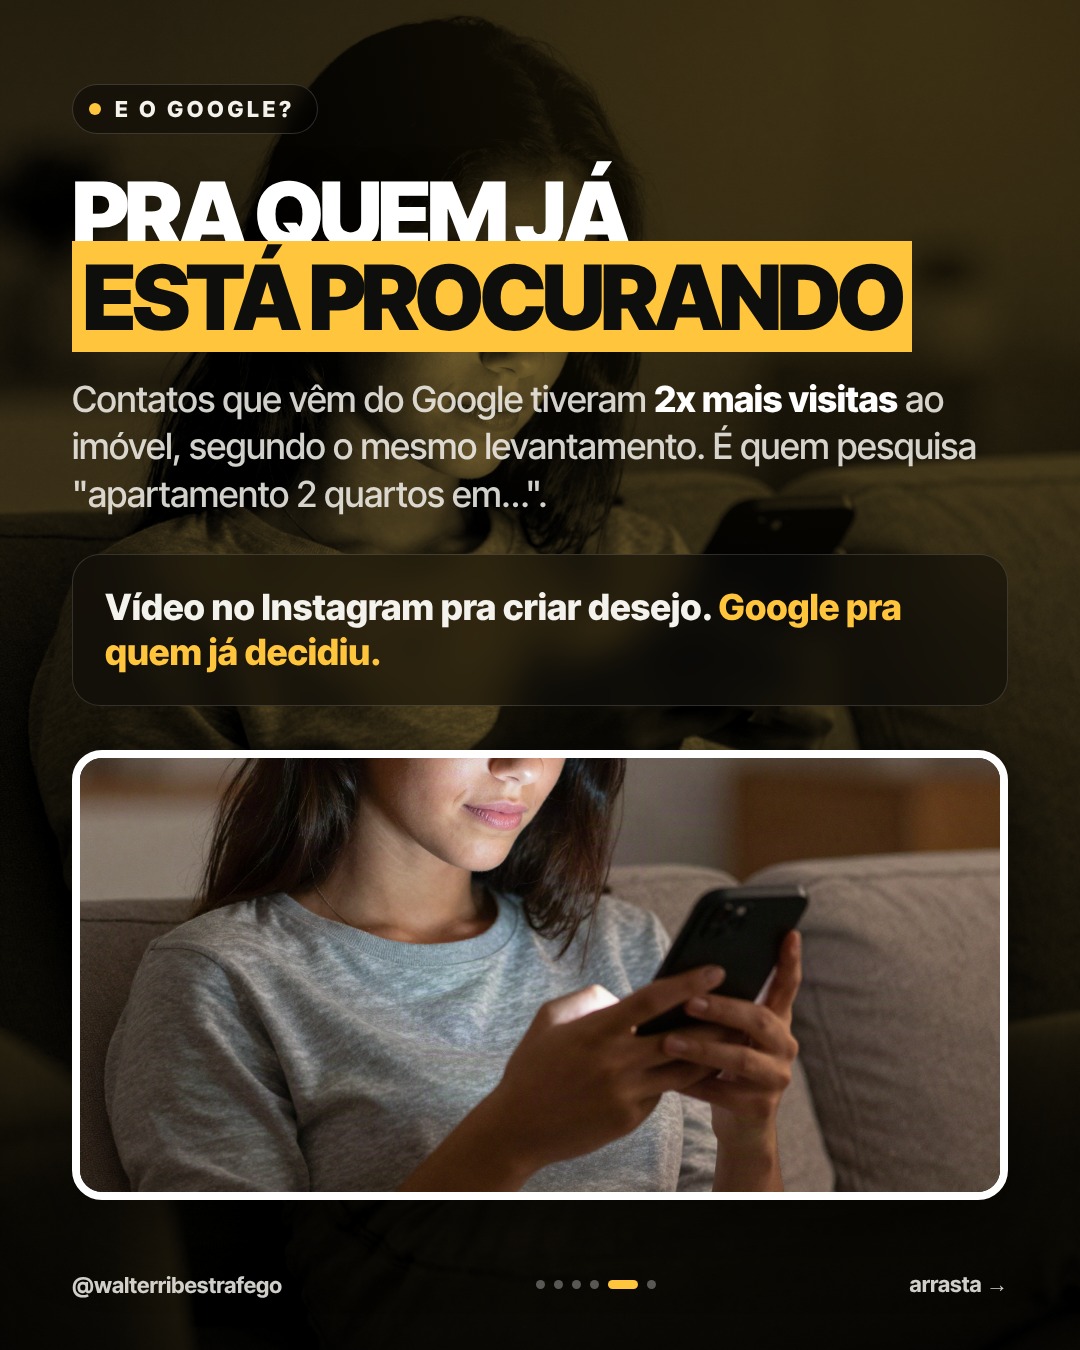 E O GOOGLE?
PRA QUEM JÁ
ESTÁ PROCURANDO
Contatos que vêm do Google tiveram 2x mais visitas ao
imóvel, segundo o mesmo levantamento. É quem pesquisa
"apartamento 2 quartos em...".
Vídeo no Instagram pra criar desejo. Google pra
quem já decidiu.
@walterribestrafego
arrasta →